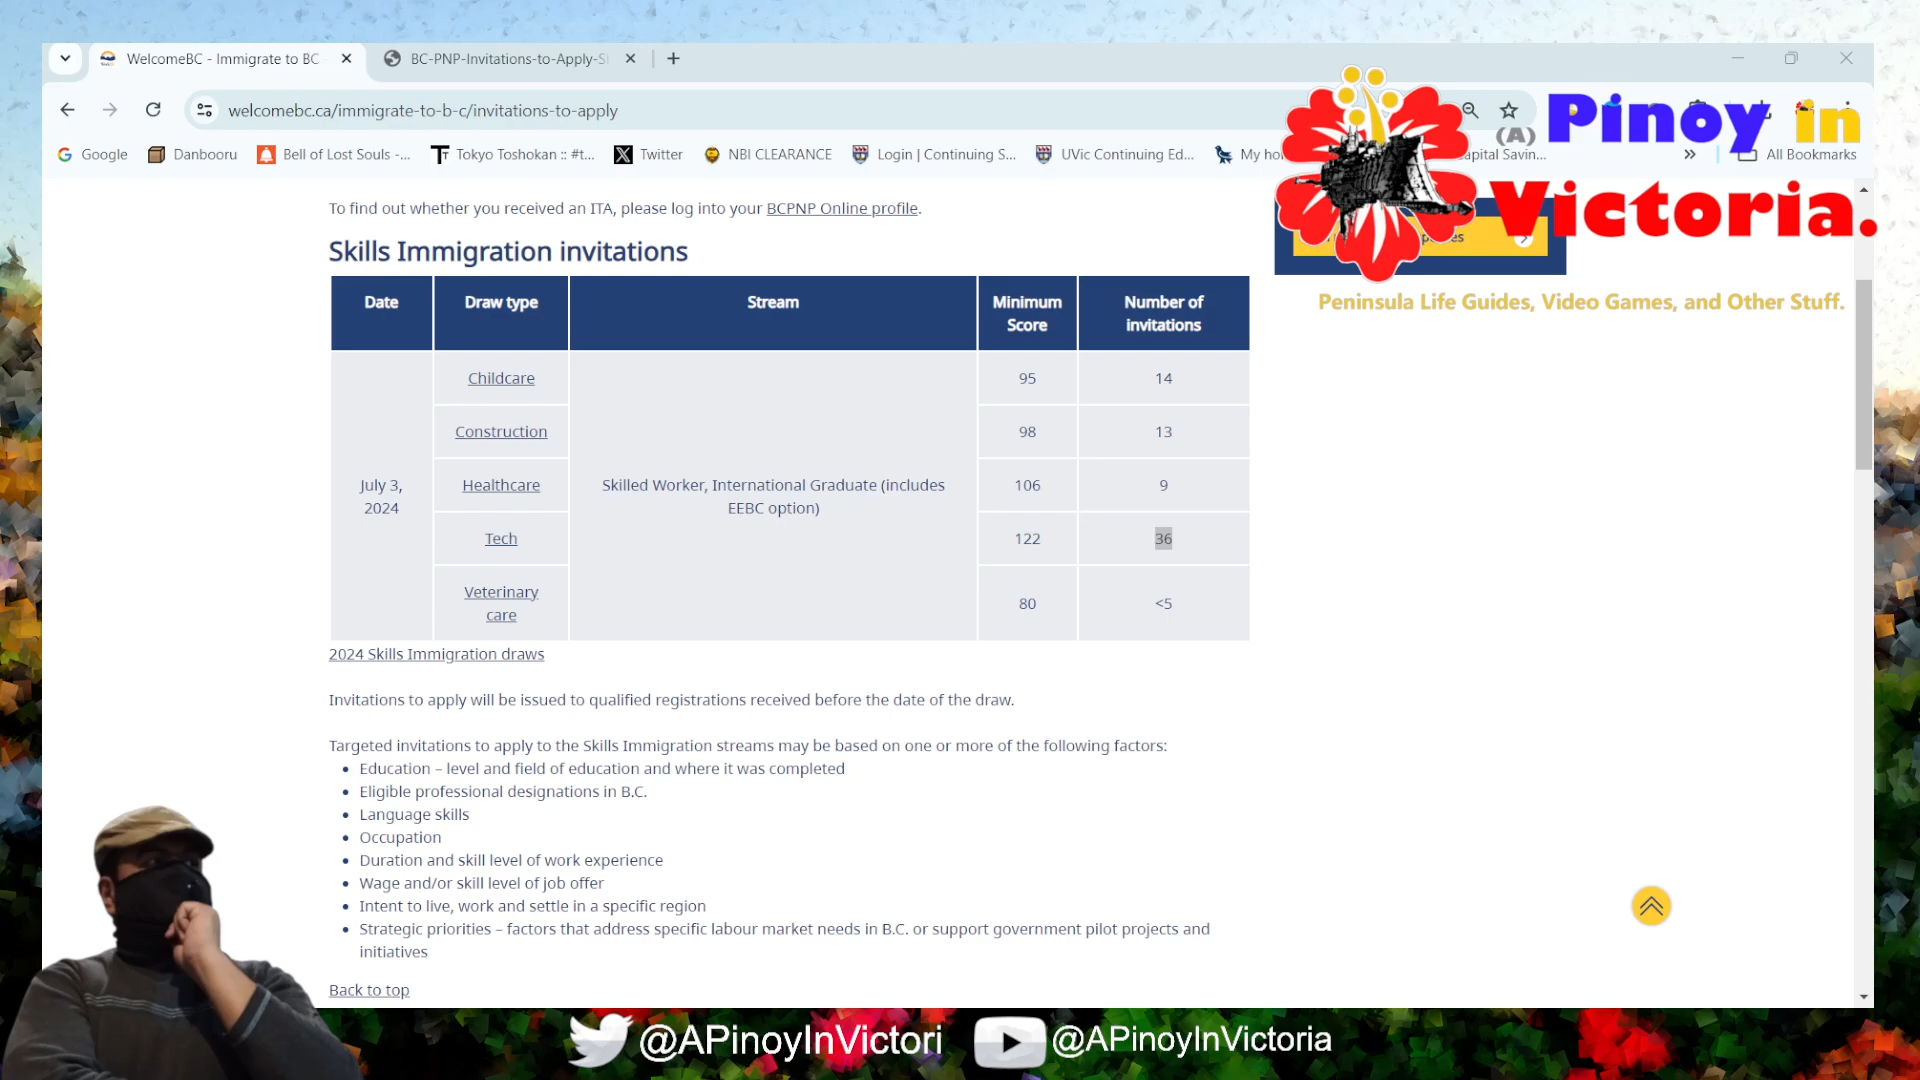 WelcomeBC - Immigrate to BC
BC-PNP-Invitations-to-Apply-S
welcomebc.ca/immigrate-to-b-c/invitations-to-apply
Google
Danbooru
Bell of Lost Souls -...
Tokyo Toshokan :: #t...
Twitter
NBI CLEARANCE
Login | Continuing S...
UVic Continuing Ed...
My
apital Savin...
All Bookmarks
(A) Pinoy in
Victoria.
Peninsula Life Guides, Video Games, and Other Stuff.
To find out whether you received an ITA, please log into your BCPNP Online profile.
Skills Immigration invitations
Date
Draw type
Stream
Minimum
Score
Number of
invitations
July 3,
2024
Skilled Worker, International Graduate (includes
EEBC option)
Childcare 95 14
Construction 98 13
Healthcare 106 9
Tech 122 36
Veterinary
care
80 <5
2024 Skills Immigration draws
Invitations to apply will be issued to qualified registrations received before the date of the draw.
Targeted invitations to apply to the Skills Immigration streams may be based on one or more of the following factors:
• Education – level and field of education and where it was completed
• Eligible professional designations in B.C.
• Language skills
• Occupation
• Duration and skill level of work experience
• Wage and/or skill level of job offer
• Intent to live, work and settle in a specific region
• Strategic priorities – factors that address specific labour market needs in B.C. or support government pilot projects and
initiatives
Back to top
@APinoyInVictori
@APinoyInVictoria